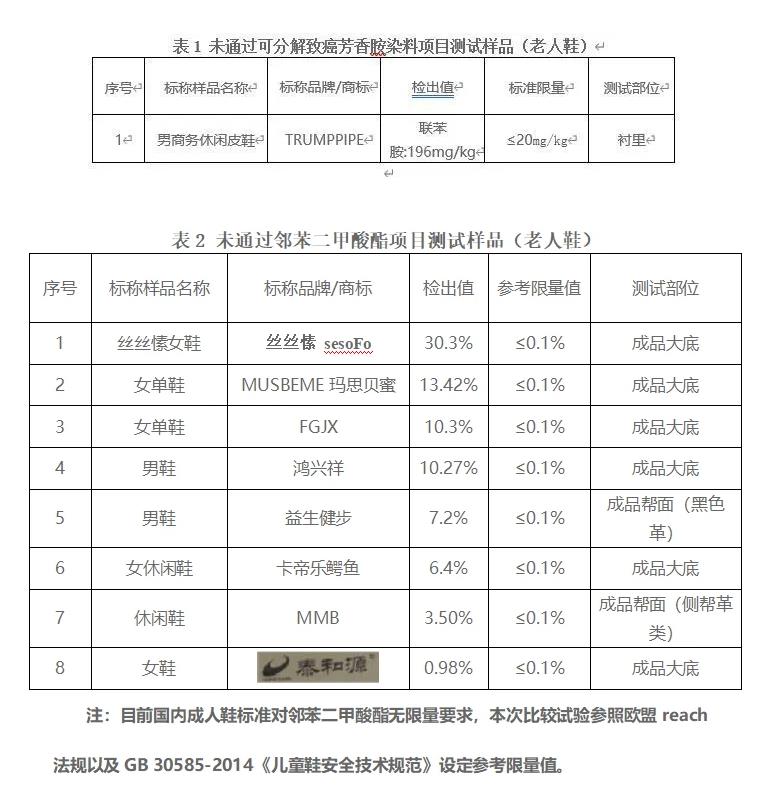 表 1 未通过可分解致癌芳香胺染料项目测试样品（老人鞋）
序号 标称样品名称 标称品牌/商标 检出值 标准限量 测试部位
1 男商务休闲皮鞋 TRUMPPIPE 联苯 ≤20mg/kg 衬里
胺:196mg/kg
表 2 未通过邻苯二甲酸酯项目测试样品（老人鞋）
序号 标称样品名称 标称品牌/商标 检出值 参考限量值 测试部位
1 丝丝愫女鞋 丝丝愫 sesoFo 30.3% ≤0.1% 成品大底
2 女单鞋 MUSBEME 玛思贝蜜 13.42% ≤0.1% 成品大底
3 女单鞋 FGJX 10.3% ≤0.1% 成品大底
4 男鞋 鸿兴祥 10.27% ≤0.1% 成品大底
5 男鞋 益生健步 7.2% ≤0.1% 成品帮面（黑色
革）
6 女休闲鞋 卡帝乐鳄鱼 6.4% ≤0.1% 成品大底
7 休闲鞋 MMB 3.50% ≤0.1% 成品帮面（侧帮革
类）
8 女鞋 泰和源 0.98% ≤0.1% 成品大底
注：目前国内成人鞋标准对邻苯二甲酸酯无限量要求，本次比较试验参照欧盟 reach
法规以及 GB 30585-2014《儿童鞋安全技术规范》设定参考限量值。